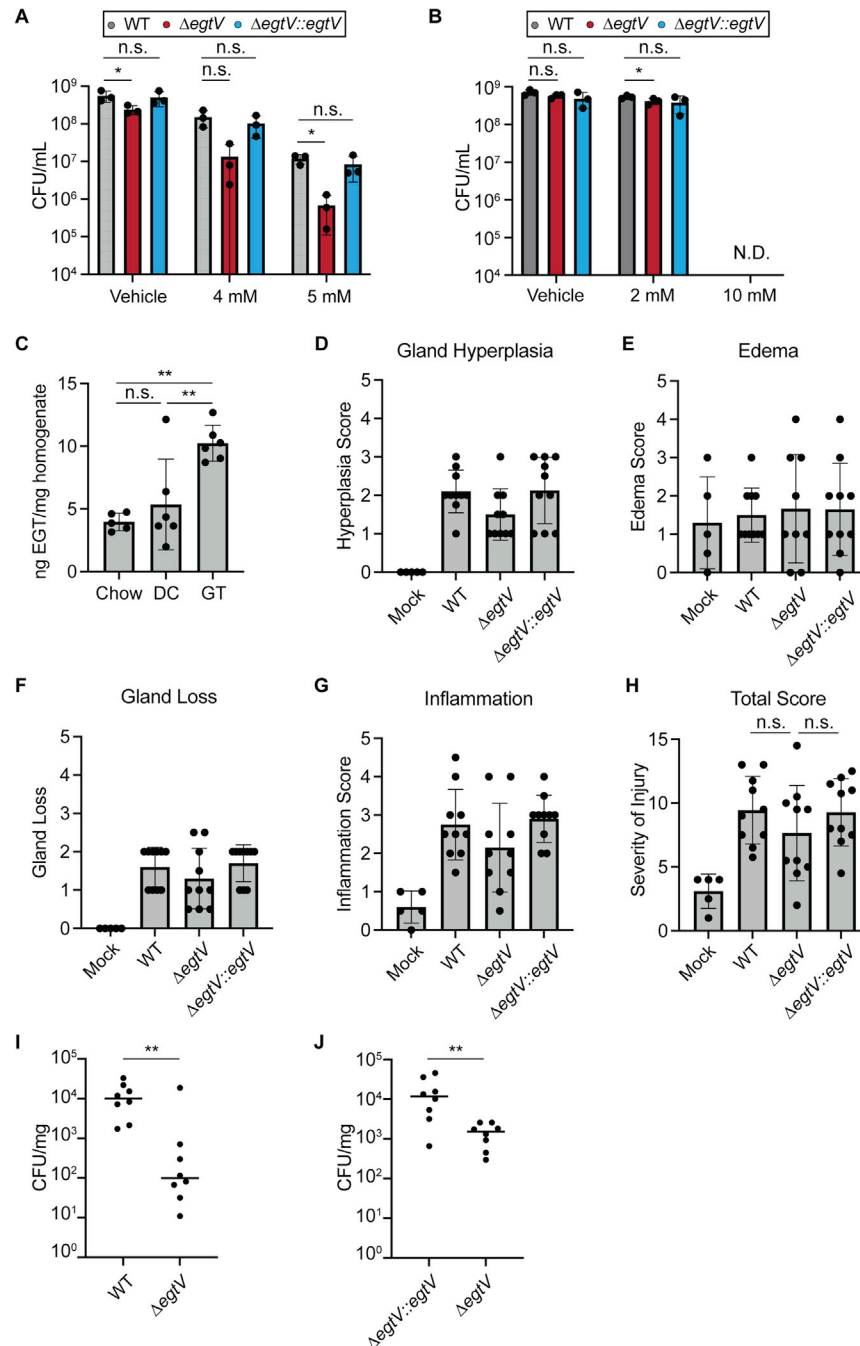 A
WT ΔegtV ΔegtV::egtV
n.s.
*
n.s.
n.s.
n.s.
*
CFU/mL
10⁹
10⁸
10⁷
10⁶
10⁵
10⁴
Vehicle 4 mM 5 mM
B
WT ΔegtV ΔegtV::egtV
n.s.
n.s.
n.s.
*
CFU/mL
10⁹
10⁸
10⁷
10⁶
10⁵
10⁴
N.D.
Vehicle 2 mM 10 mM
C
**
n.s. **
ng EGT/mg homogenate
15
10
5
0
Chow DC GT
D
Gland Hyperplasia
Hyperplasia Score
5
4
3
2
1
0
Mock WT ΔegtV ΔegtV::egtV
E
Edema
Edema Score
5
4
3
2
1
0
Mock WT ΔegtV ΔegtV::egtV
F
Gland Loss
Gland Loss
5
4
3
2
1
0
Mock WT ΔegtV ΔegtV::egtV
G
Inflammation
Inflammation Score
5
4
3
2
1
0
Mock WT ΔegtV ΔegtV::egtV
H
Total Score
n.s. n.s.
Severity of Injury
15
10
5
0
Mock WT ΔegtV ΔegtV::egtV
I
**
CFU/mg
10⁵
10⁴
10³
10²
10¹
10⁰
WT ΔegtV
J
**
CFU/mg
10⁵
10⁴
10³
10²
10¹
10⁰
ΔegtV::egtV ΔegtV